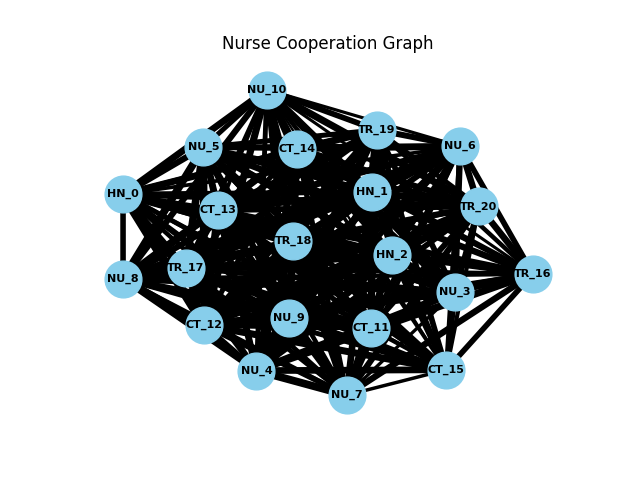 Nurse Cooperation Graph
NU_10
TR_19
NU_5
CT_14
NU_6
HN_0
HN_1
CT_13
TR_20
TR_18
HN_2
TR_17
TR_16
NU_8
NU_3
CT_12
NU_9
CT_11
NU_4
CT_15
NU_7